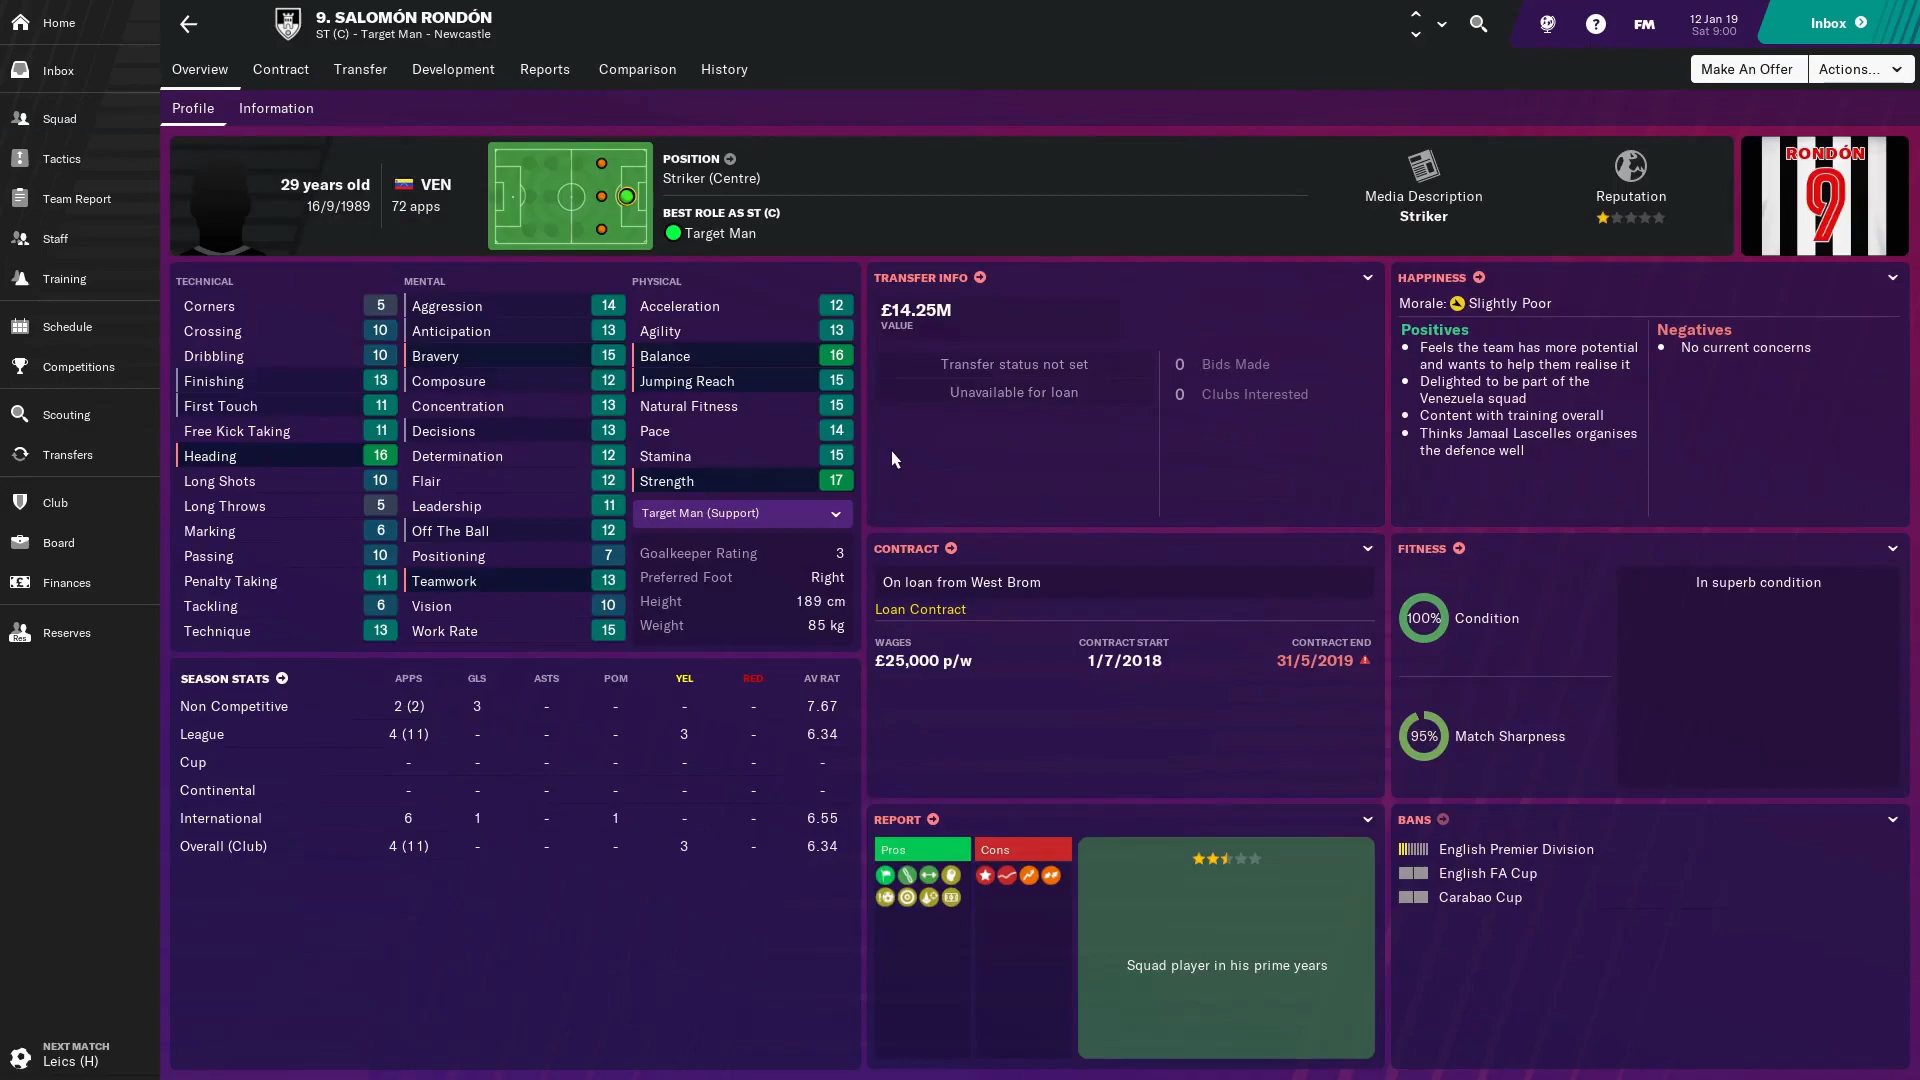 Home
Inbox
Squad
Tactics
Team Report
Staff
Training
Schedule
Competitions
Scouting
Transfers
Club
Board
Finances
Res
Reserves
NEXT MATCH
Leics (H)
9. SALOMÓN RONDÓN
ST (C) - Target Man - Newcastle
?
FM
12 Jan 19
Sat 9:00
Inbox
Overview Contract Transfer Development Reports Comparison History
Make An Offer Actions...
Profile Information
29 years old
16/9/1989
VEN
72 apps
POSITION
Striker (Centre)
BEST ROLE AS ST (C)
Target Man
Media Description
Striker
Reputation
RONDÓN
9
TECHNICAL
Corners 5
Crossing 10
Dribbling 10
Finishing 13
First Touch 11
Free Kick Taking 11
Heading 16
Long Shots 10
Long Throws 5
Marking 6
Passing 10
Penalty Taking 11
Tackling 6
Technique 13
MENTAL
Aggression 14
Anticipation 13
Bravery 15
Composure 12
Concentration 13
Decisions 13
Determination 12
Flair 12
Leadership 11
Off The Ball 12
Positioning 7
Teamwork 13
Vision 10
Work Rate 15
PHYSICAL
Acceleration 12
Agility 13
Balance 16
Jumping Reach 15
Natural Fitness 15
Pace 14
Stamina 15
Strength 17
Target Man (Support)
Goalkeeper Rating 3
Preferred Foot Right
Height 189 cm
Weight 85 kg
SEASON STATS APPS GLS ASTS POM YEL RED AV RAT
Non Competitive 2 (2) 3 - - - - 7.67
League 4 (11) - - - 3 - 6.34
Cup - - - - - - -
Continental - - - - - - -
International 6 1 - 1 - - 6.55
Overall (Club) 4 (11) - - - 3 - 6.34
TRANSFER INFO
£14.25M
VALUE
Transfer status not set
Unavailable for loan
0 Bids Made
0 Clubs Interested
CONTRACT
On loan from West Brom
Loan Contract
WAGES
£25,000 p/w
CONTRACT START
1/7/2018
CONTRACT END
31/5/2019
REPORT
Pros
Cons
Squad player in his prime years
HAPPINESS
Morale: Slightly Poor
Positives
• Feels the team has more potential
and wants to help them realise it
• Delighted to be part of the
Venezuela squad
• Content with training overall
• Thinks Jamaal Lascelles organises
the defence well
Negatives
• No current concerns
FITNESS
100% Condition
95% Match Sharpness
In superb condition
BANS
English Premier Division
English FA Cup
Carabao Cup